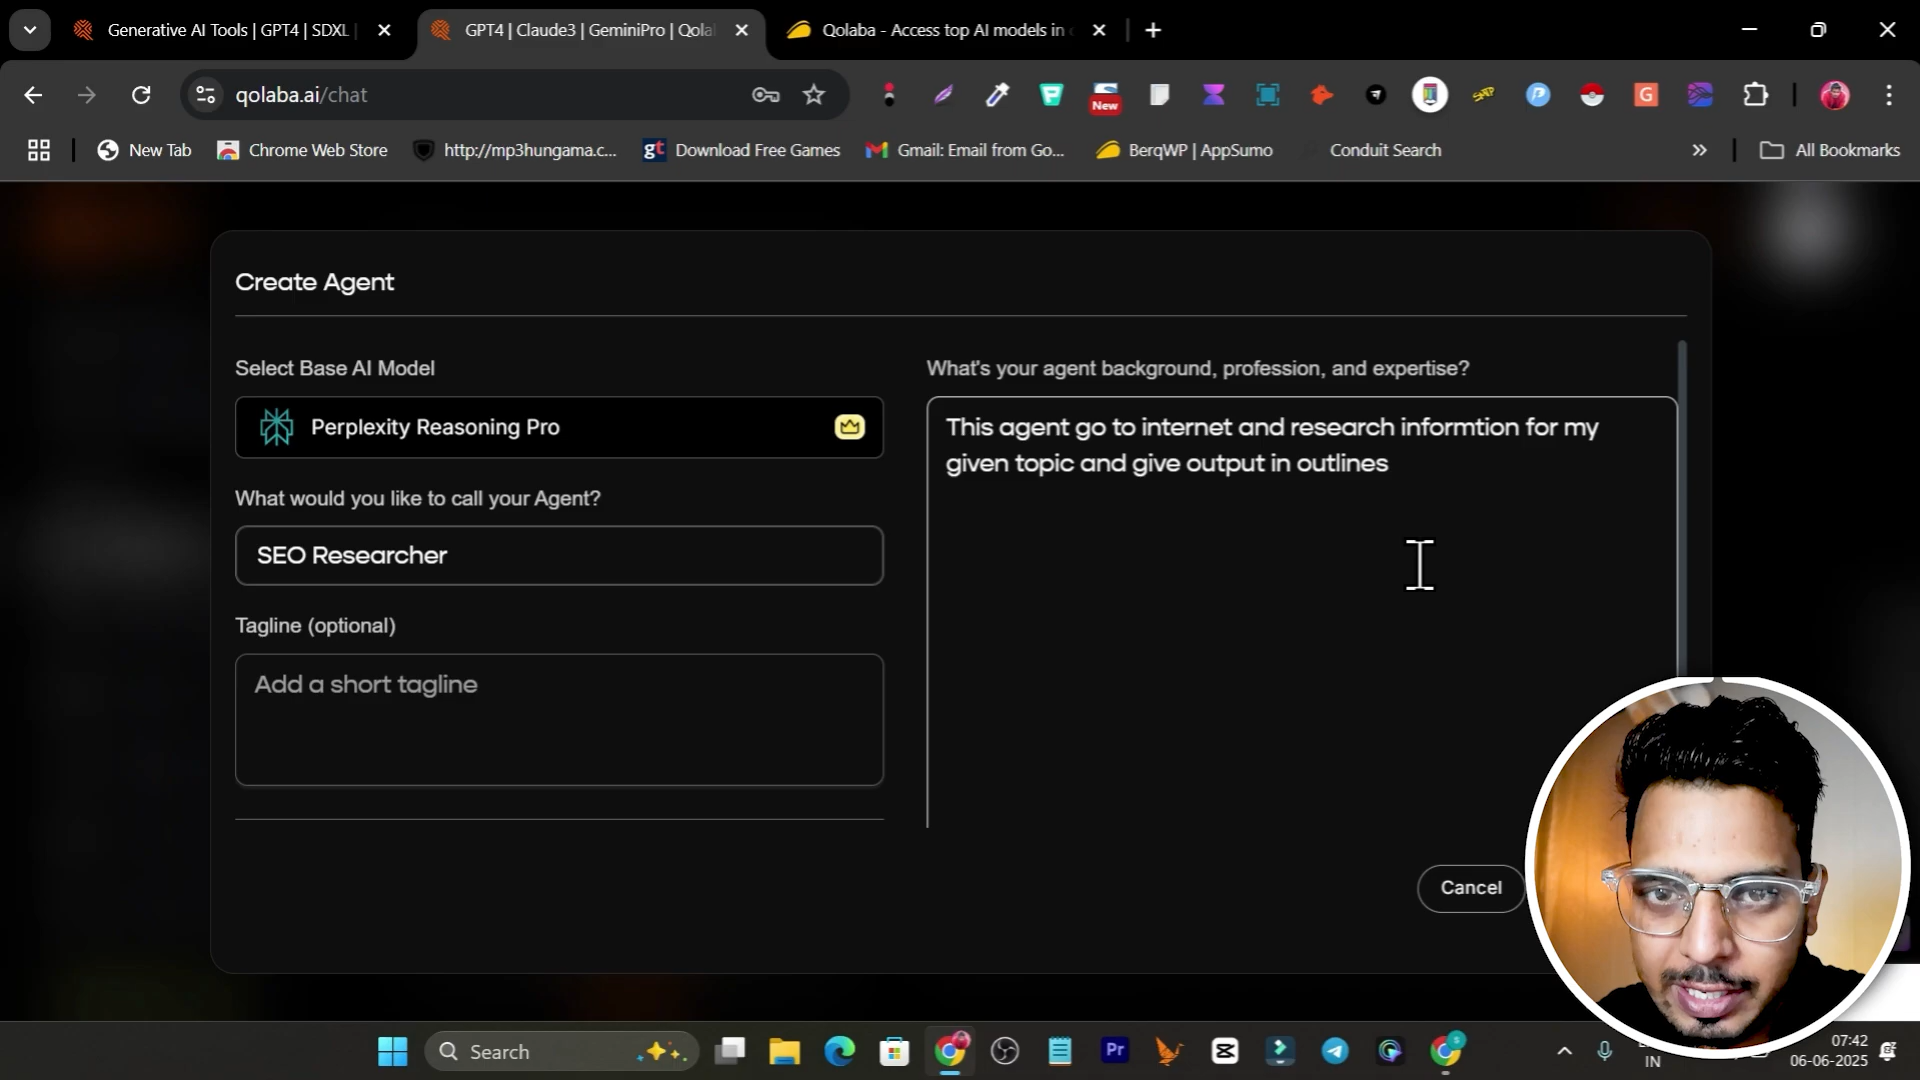 Generative AI Tools | GPT4 | SDXL |
GPT4 | Claude3 | GeminiPro | Qola
Qolaba - Access top AI models in
qolaba.ai/chat
New
New Tab
Chrome Web Store
http://mp3hungama.c...
gt
Download Free Games
Gmail: Email from Go...
BerqWP | AppSumo
Conduit Search
All Bookmarks
Create Agent
Select Base AI Model
Perplexity Reasoning Pro
What would you like to call your Agent?
SEO Researcher
Tagline (optional)
Add a short tagline
What's your agent background, profession, and expertise?
This agent go to internet and research informtion for my
given topic and give output in outlines
Cancel
Search
Pr
IN
07:42
06-06-2025